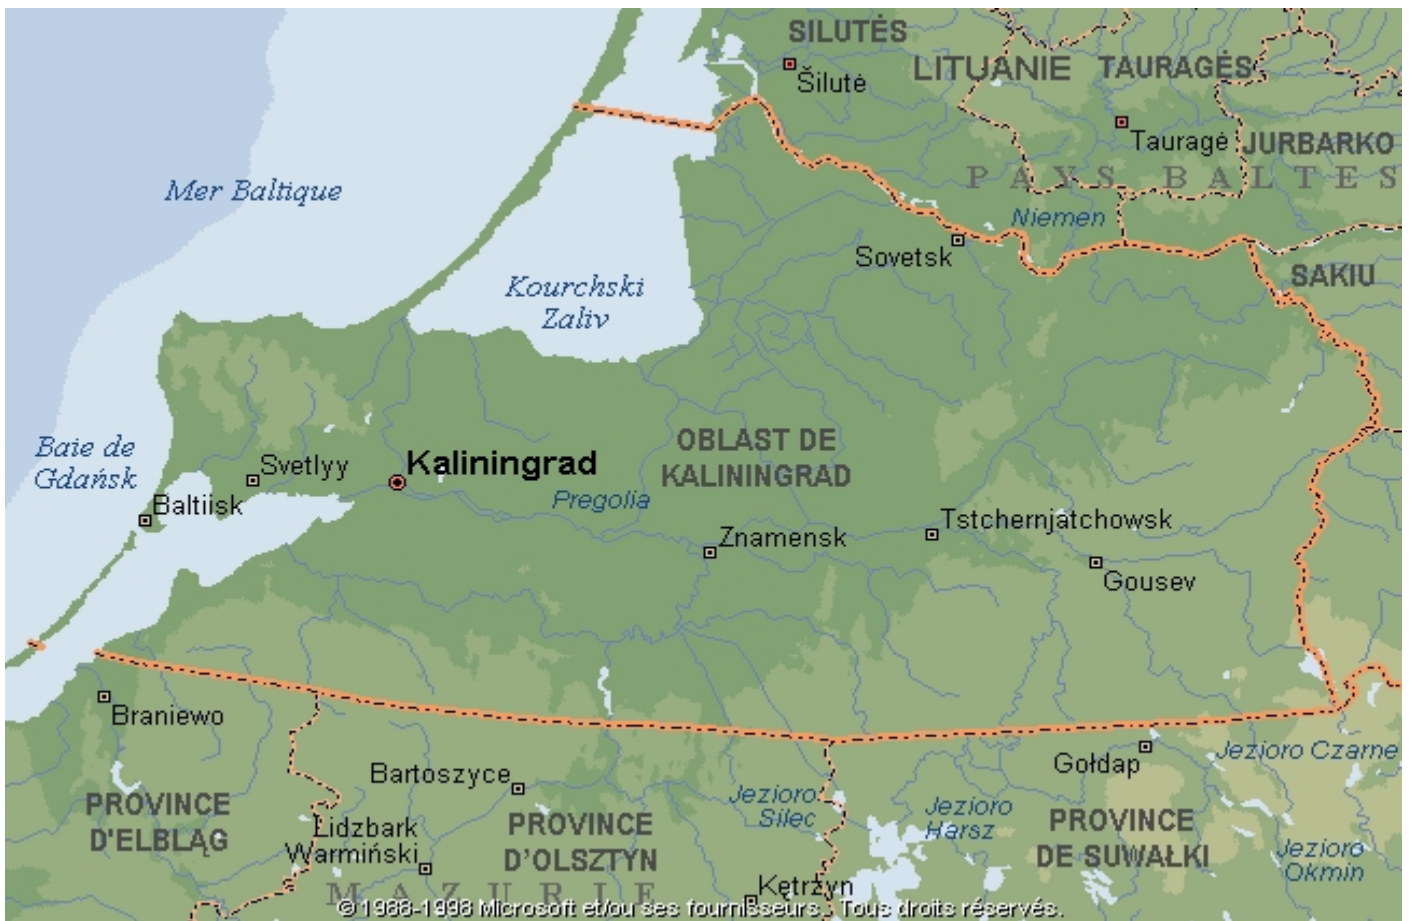 SILUTĖS
Šilutė
LITUANIE
TAURAGĖS
Tauragė
JURBARKO
PAYS BALTES
Mer Baltique
Niemen
Sovetsk
SAKIU
Kourchski
Zaliv
OBLAST DE
KALININGRAD
Baie de
Gdańsk
Svetlyy
Kaliningrad
Pregolia
Baltiisk
Znamensk
Tstchernjatchowsk
Gousev
Braniewo
Gołdap
Jezioro Czarne
Bartoszyce
Jezioro
Silec
Jezioro
Harsz
PROVINCE
D'ELBLĄG
Lidzbark
Warmiński
PROVINCE
D'OLSZTYN
PROVINCE
DE SUWAŁKI
Jezioro
Okmin
MAZURIE
Kętrzyn
© 1988-1998 Microsoft et/ou ses fournisseurs. Tous droits réservés.